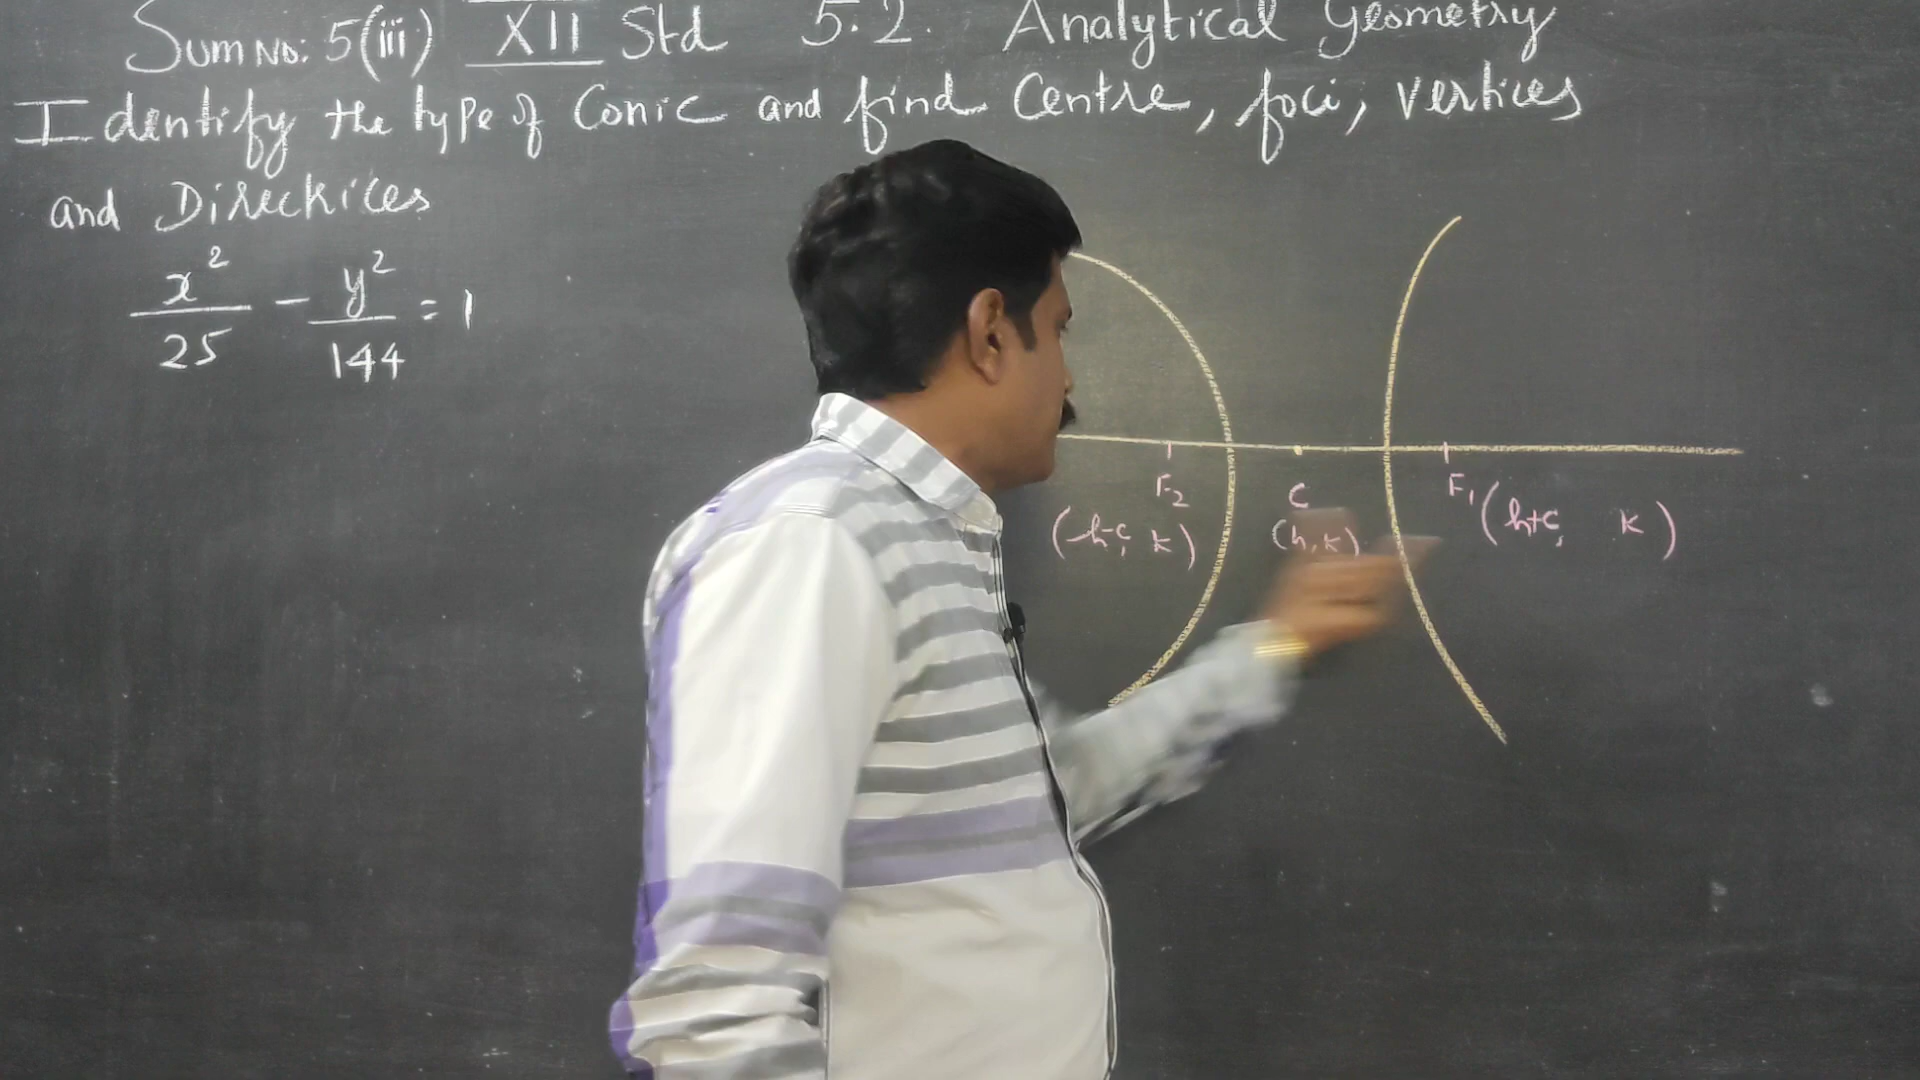 Sum No: 5(iii) XII Std 5.2. Analytical Geometry
Identify the type of Conic and find Centre, foci, vertices
and Directrices
x² / 25 - y² / 144 = 1
F₂ C F₁
(-h-c, k) (h, k) (h+c, k)